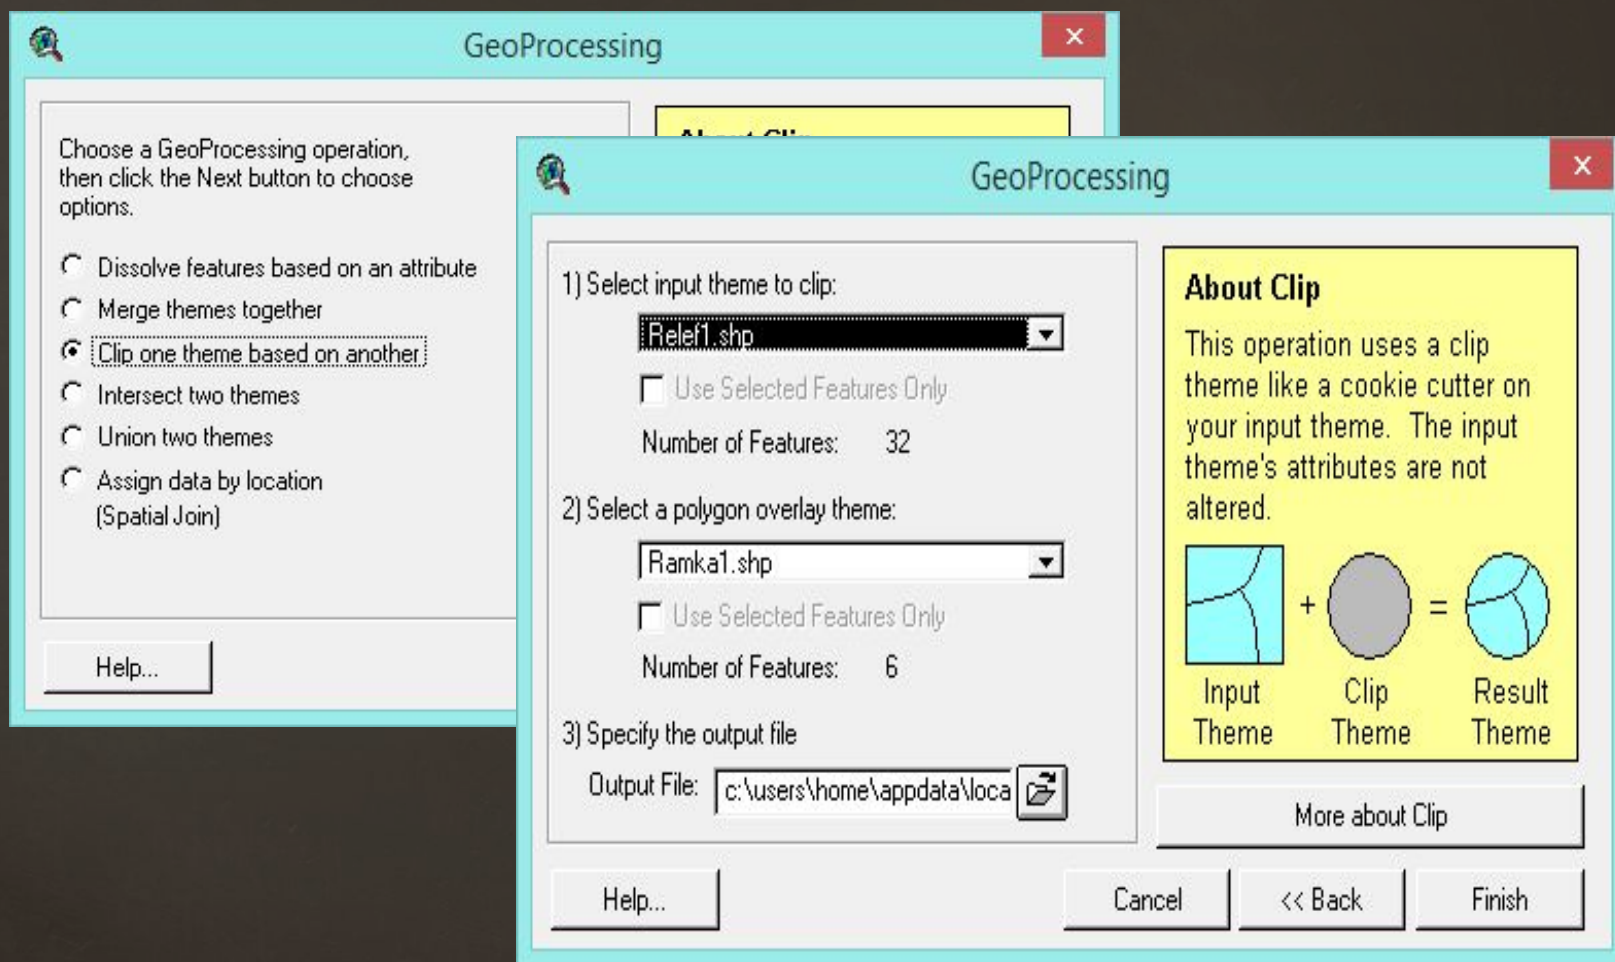 GeoProcessing
Choose a GeoProcessing operation,
then click the Next button to choose
options.
Dissolve features based on an attribute
Merge themes together
Clip one theme based on another
Intersect two themes
Union two themes
Assign data by location
(Spatial Join)
Help...
About Clip
GeoProcessing
1) Select input theme to clip:
Relef1.shp
Use Selected Features Only
Number of Features: 32
2) Select a polygon overlay theme:
Ramka1.shp
Use Selected Features Only
Number of Features: 6
3) Specify the output file
Output File: c:\users\home\appdata\loca
About Clip
This operation uses a clip
theme like a cookie cutter on
your input theme. The input
theme's attributes are not
altered.
+ =
Input Clip Result
Theme Theme Theme
More about Clip
Help...
Cancel
<< Back
Finish